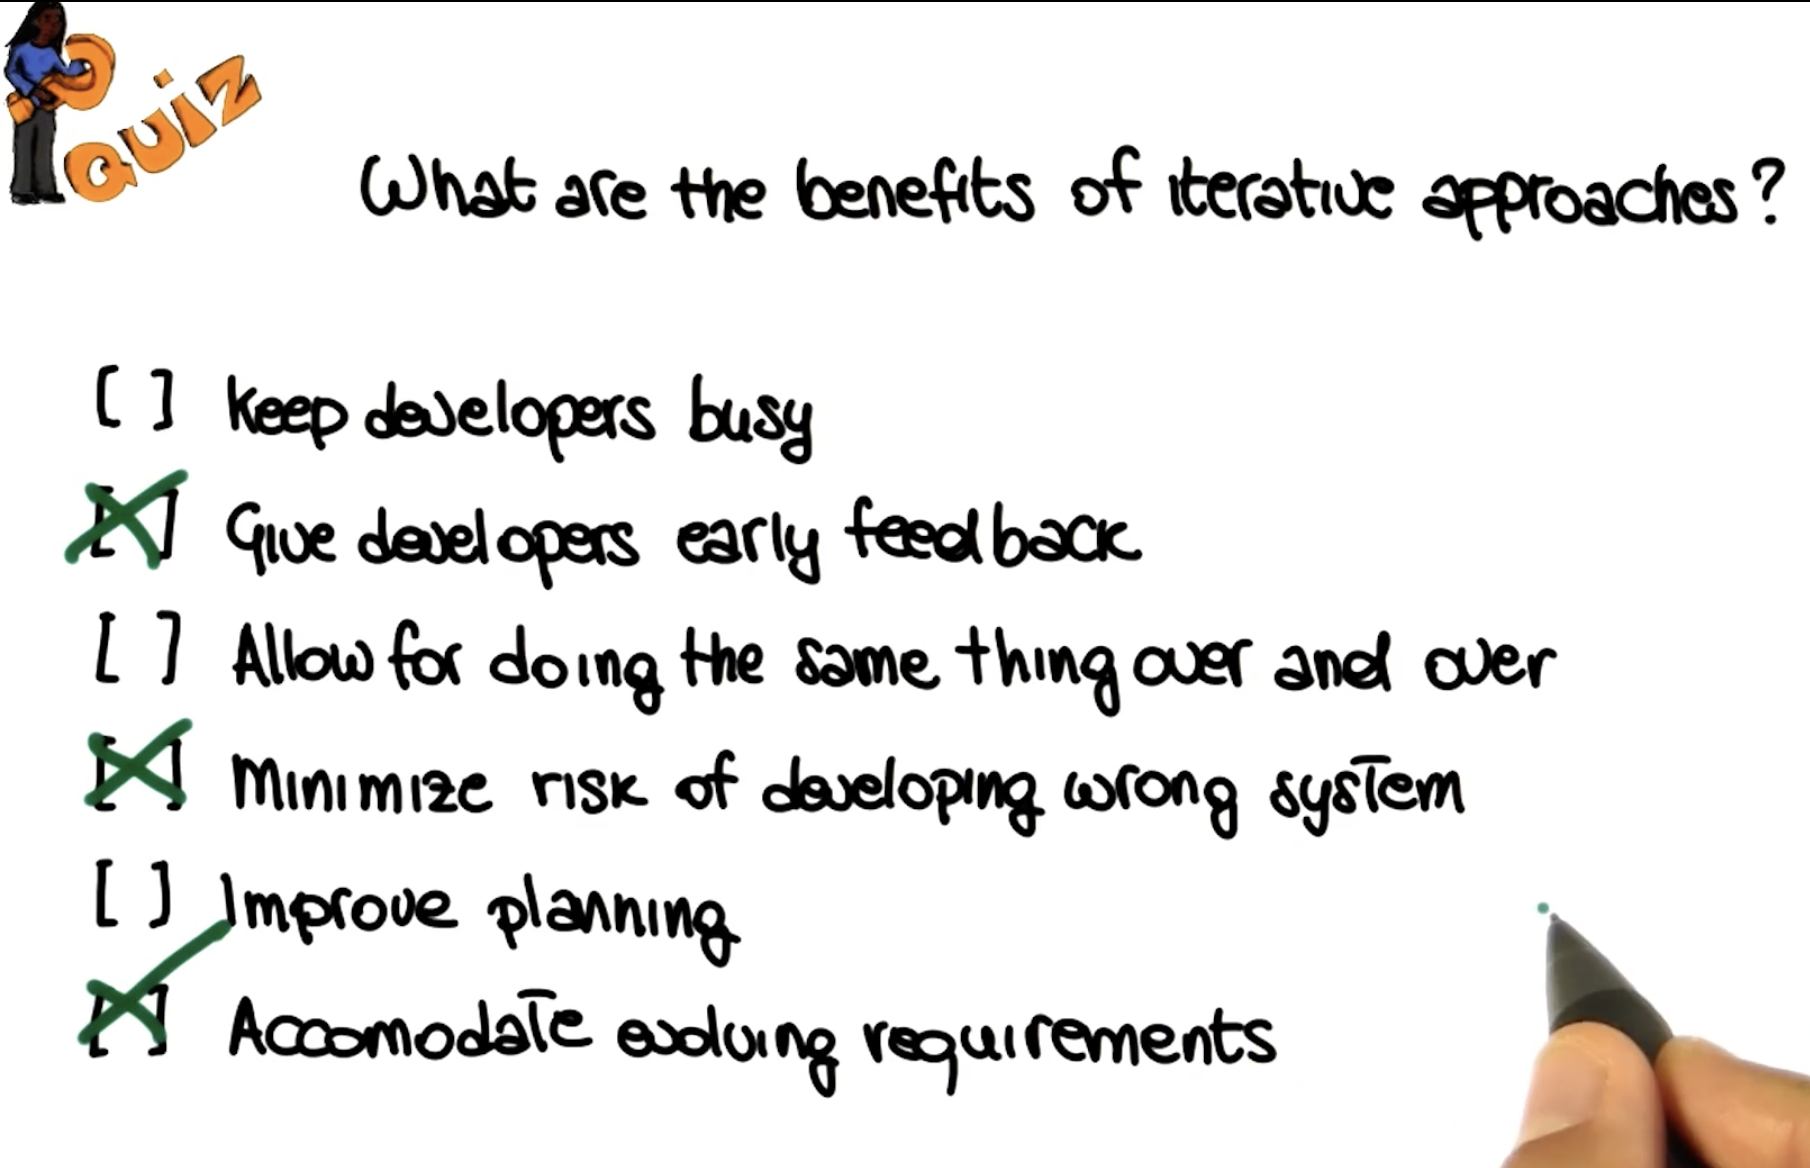 QUIZ
What are the benefits of iterative approaches?
[ ] Keep developers busy
[X] Give developers early feedback
[ ] Allow for doing the same thing over and over
[X] Minimize risk of developing wrong system
[ ] Improve planning
[X] Accomodate evolving requirements